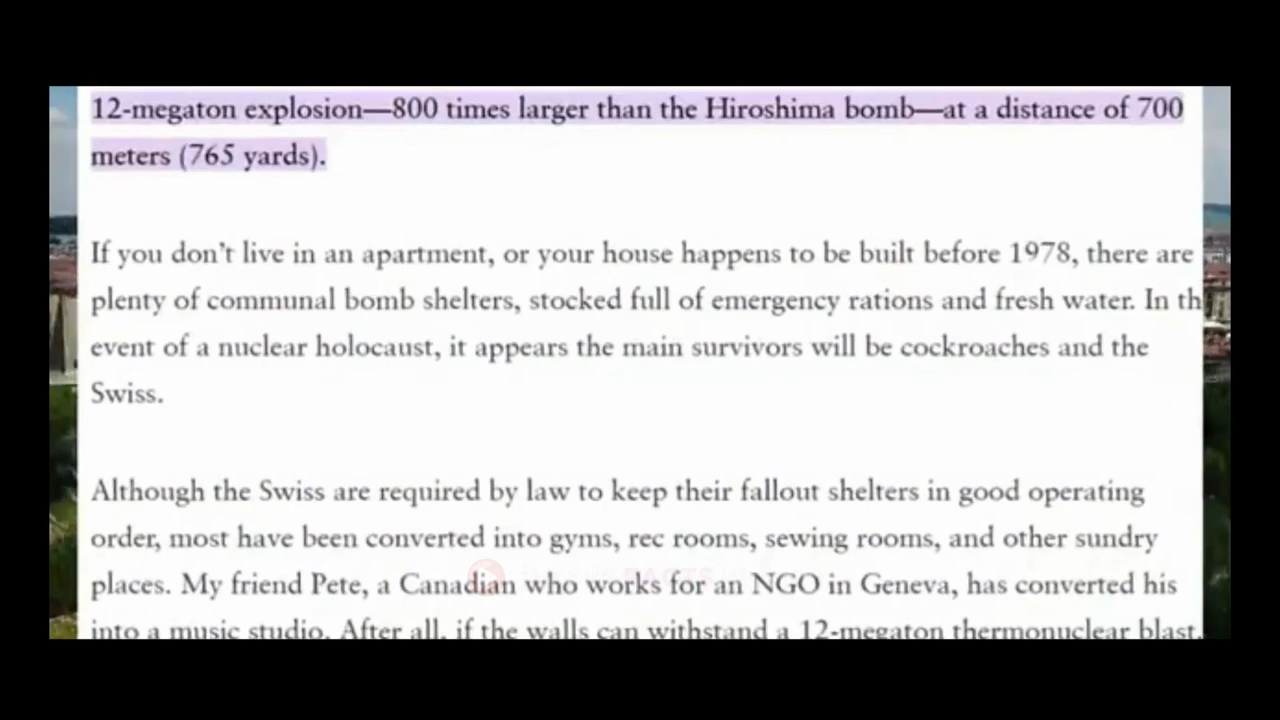 12-megaton explosion—800 times larger than the Hiroshima bomb—at a distance of 700
meters (765 yards).
If you don't live in an apartment, or your house happens to be built before 1978, there are
plenty of communal bomb shelters, stocked full of emergency rations and fresh water. In th
event of a nuclear holocaust, it appears the main survivors will be cockroaches and the
Swiss.
Although the Swiss are required by law to keep their fallout shelters in good operating
order, most have been converted into gyms, rec rooms, sewing rooms, and other sundry
places. My friend Pete, a Canadian who works for an NGO in Geneva, has converted his
into a music studio. After all, if the walls can withstand a 12-megaton thermonuclear blast,